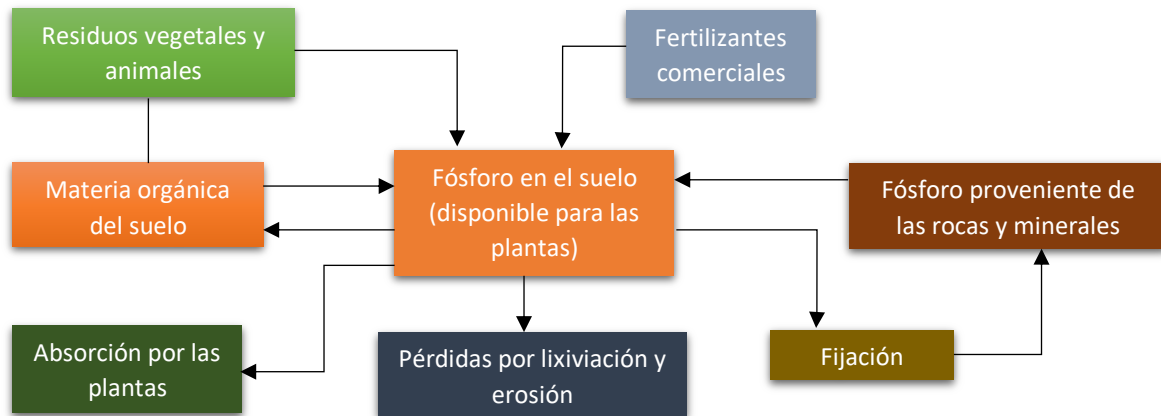 Residuos vegetales y
animales
Fertilizantes
comerciales
Materia orgánica
del suelo
Fósforo en el suelo
(disponible para las
plantas)
Fósforo proveniente de
las rocas y minerales
Absorción por las
plantas
Pérdidas por lixiviación y
erosión
Fijación